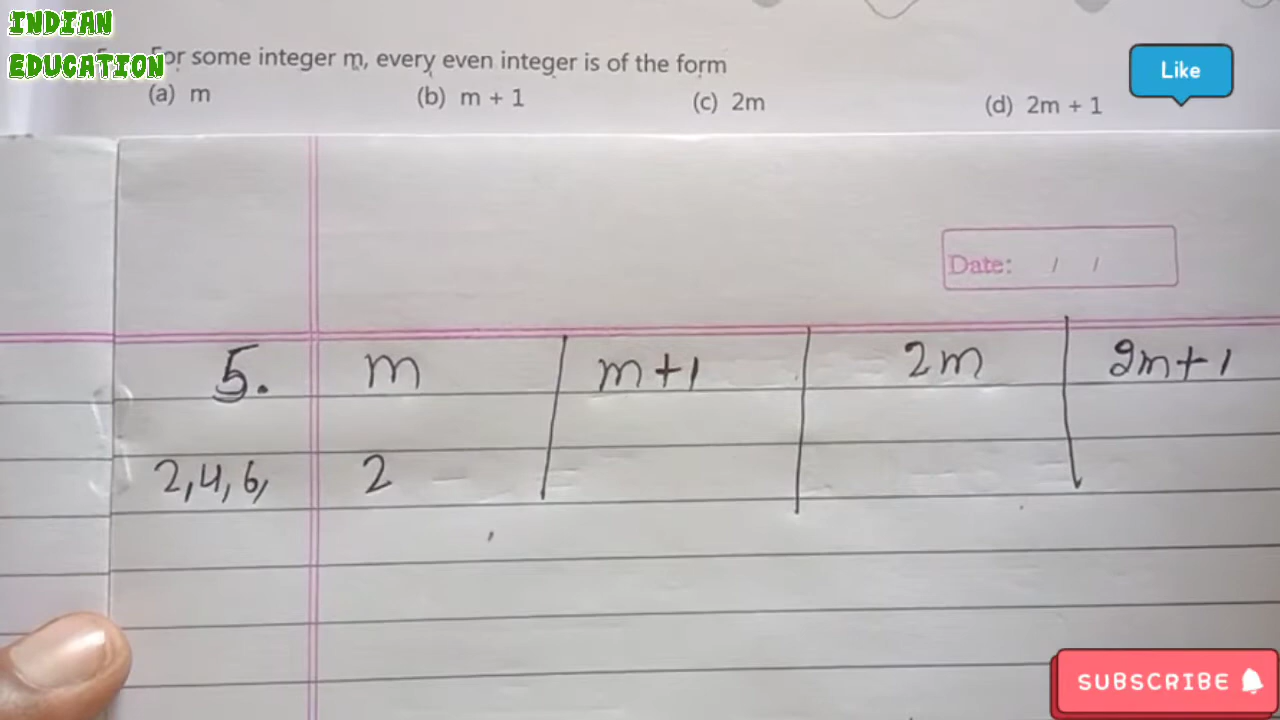 INDIAN
EDUCATION
For some integer m, every even integer is of the form
(a) m (b) m + 1 (c) 2m (d) 2m + 1
Like
Date: / /
5. m m+1 2m 2m+1
2,4,6, 2
SUBSCRIBE